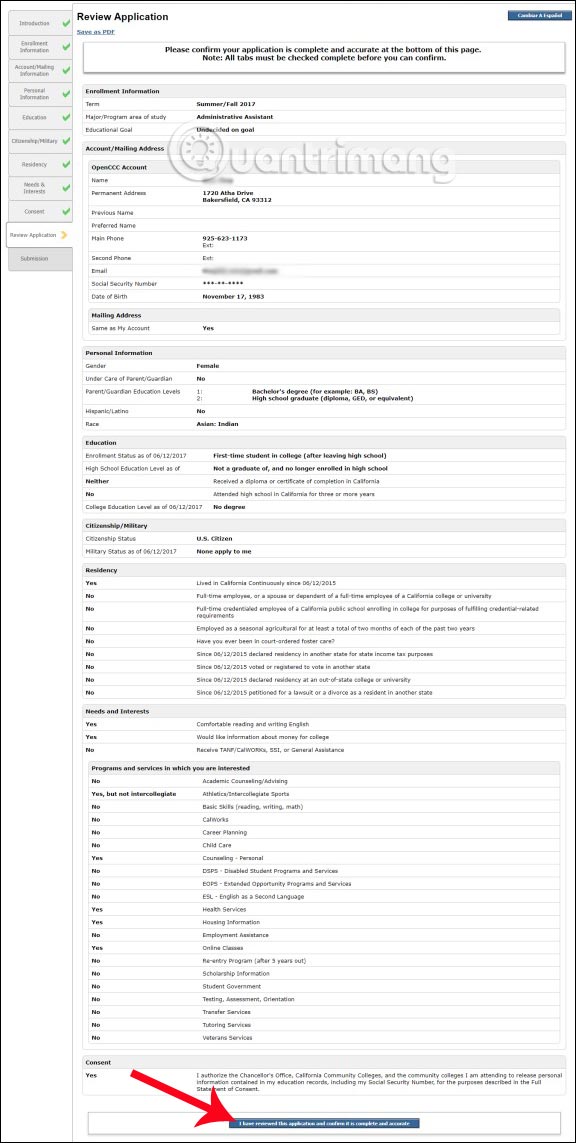 Review Application
Cambiar A Español
Save as PDF
Introduction
Enrollment
Information
Account/Mailing
Information
Personal
Information
Education
Citizenship/Military
Residency
Needs &
Interests
Consent
Review Application
Submission
Please confirm your application is complete and accurate at the bottom of this page.
Note: All tabs must be checked complete before you can confirm.
Enrollment Information
Term Summer/Fall 2017
Major/Program area of study Administrative Assistant
Educational Goal Undecided on goal
Quantrimang
Account/Mailing Address
OpenCCC Account
Name
Permanent Address 1720 Atha Drive
Bakersfield, CA 93312
Previous Name
Preferred Name
Main Phone 925-623-1173
Ext:
Second Phone Ext:
Email
Social Security Number ***-**-****
Date of Birth November 17, 1983
Mailing Address
Same as My Account Yes
Personal Information
Gender Female
Under Care of Parent/Guardian No
Parent/Guardian Education Levels 1: Bachelor's degree (for example: BA, BS)
2: High school graduate (diploma, GED, or equivalent)
Hispanic/Latino No
Race Asian: Indian
Education
Enrollment Status as of 06/12/2017 First-time student in college (after leaving high school)
High School Education Level as of Not a graduate of, and no longer enrolled in high school
Neither Received a diploma or certificate of completion in California
No Attended high school in California for three or more years
College Education Level as of 06/12/2017 No degree
Citizenship/Military
Citizenship Status U.S. Citizen
Military Status as of 06/12/2017 None apply to me
Residency
Yes Lived in California Continuously since 06/12/2015
No Full-time employee, or a spouse or dependent of a full-time employee of a California college or university
No Full-time credentialed employee of a California public school enrolling in college for purposes of fulfilling credential-related
requirements
No Employed as a seasonal agricultural for at least a total of two months of each of the past two years
No Have you ever been in court-ordered foster care?
No Since 06/12/2015 declared residency in another state for state income tax purposes
No Since 06/12/2015 voted or registered to vote in another state
No Since 06/12/2015 declared residency at an out-of-state college or university
No Since 06/12/2015 petitioned for a lawsuit or a divorce as a resident in another state
Needs and Interests
Yes Comfortable reading and writing English
Yes Would like information about money for college
No Receive TANF/CalWORKs, SSI, or General Assistance
Programs and services in which you are interested
No Academic Counseling/Advising
Yes, but not intercollegiate Athletics/Intercollegiate Sports
No Basic Skills (reading, writing, math)
No CalWorks
No Career Planning
No Child Care
Yes Counseling - Personal
No DSPS - Disabled Student Programs and Services
No EOPS - Extended Opportunity Programs and Services
No ESL - English as a Second Language
Yes Health Services
Yes Housing Information
No Employment Assistance
Yes Online Classes
No Re-entry Program (after 5 years out)
No Scholarship Information
No Student Government
No Testing, Assessment, Orientation
No Transfer Services
No Tutoring Services
No Veterans Services
Consent
Yes I authorize the Chancellor's Office, California Community Colleges, and the community colleges I am attending to release personal
information contained in my education records, including my Social Security Number, for the purposes described in the Full
Statement of Consent.
I have reviewed this application and confirm it is complete and accurate